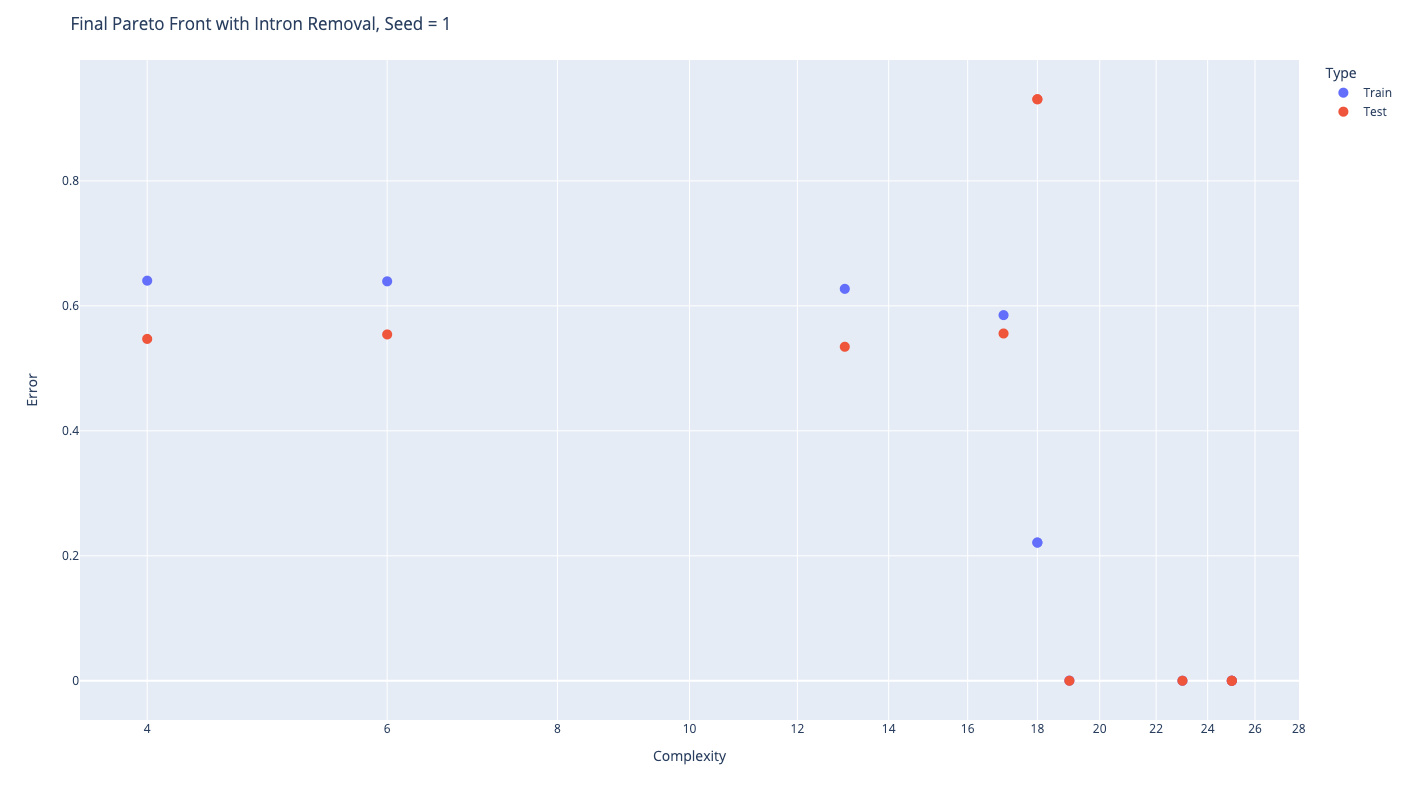 Final Pareto Front with Intron Removal, Seed = 1
Type
Train
Test
0.8
0.6
0.4
0.2
0
Error
4 6 8 10 12 14 16 18 20 22 24 26 28
Complexity